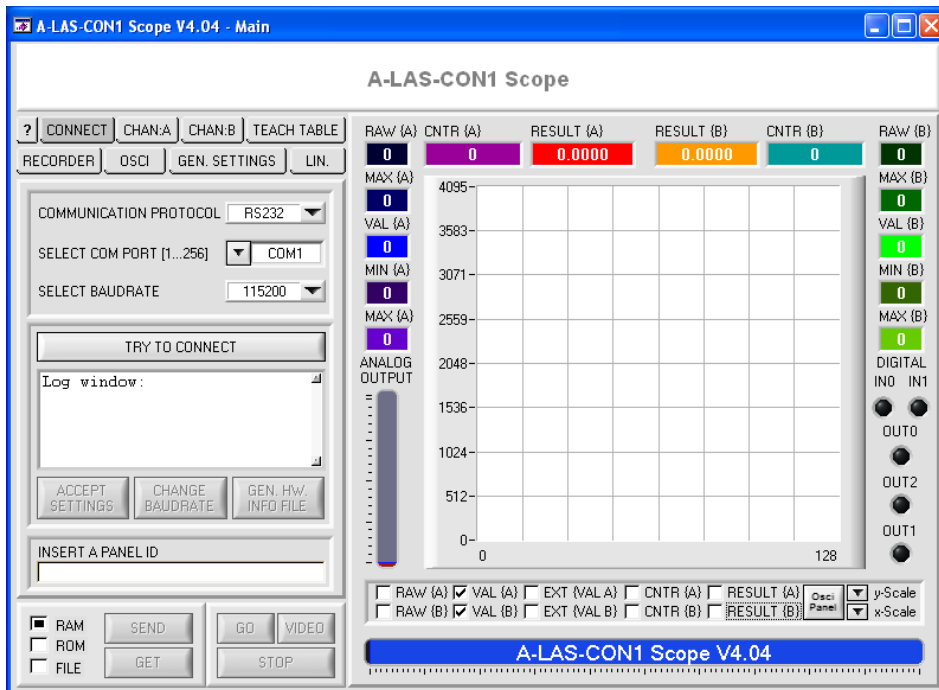 A-LAS-CON1 Scope V4.04 - Main
A-LAS-CON1 Scope
? CONNECT CHAN:A CHAN:B TEACH TABLE
RECORDER OSCI GEN. SETTINGS LIN.
COMMUNICATION PROTOCOL RS232
SELECT COM PORT [1...256] COM1
SELECT BAUDRATE 115200
TRY TO CONNECT
Log window:
ACCEPT SETTINGS
CHANGE BAUDRATE
GEN. HW. INFO FILE
INSERT A PANEL ID
RAM
ROM
FILE
SEND
GET
GO
VIDEO
STOP
RAW {A} CNTR {A} RESULT {A} RESULT {B} CNTR {B} RAW {B}
0 0 0.0000 0.0000 0 0
MAX {A}
0
VAL {A}
0
MIN {A}
0
MAX {A}
0
ANALOG
OUTPUT
4095
3583
3071
2559
2048
1536
1024
512
0
0 128
MAX {B}
0
VAL {B}
0
MIN {B}
0
MAX {B}
0
DIGITAL
IN0 IN1
OUT0
OUT2
OUT1
RAW {A} VAL {A} EXT {VAL A} CNTR {A} RESULT {A}
RAW {B} VAL {B} EXT {VAL B} CNTR {B} RESULT {B}
Osci
Panel
y-Scale
x-Scale
A-LAS-CON1 Scope V4.04